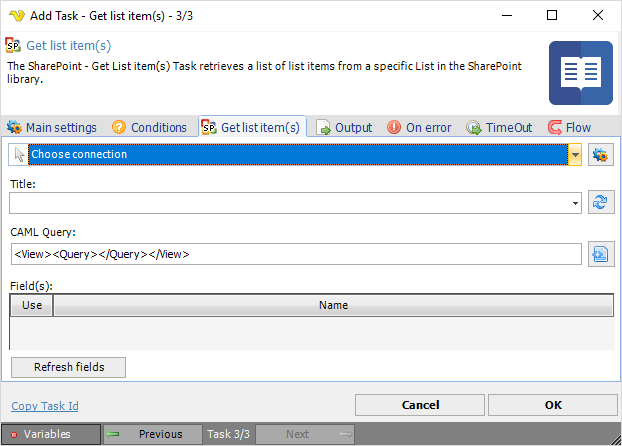 Add Task - Get list item(s) - 3/3
SP
Get list item(s)
The SharePoint - Get List item(s) Task retrieves a list of list items from a specific List in the SharePoint
library.
Main settings
Conditions
SP
Get list item(s)
Output
On error
TimeOut
Flow
Choose connection
Title:
CAML Query:
<View><Query></Query></View>
Field(s):
Use
Name
Refresh fields
Copy Task Id
Cancel
OK
Variables
Previous
Task 3/3
Next